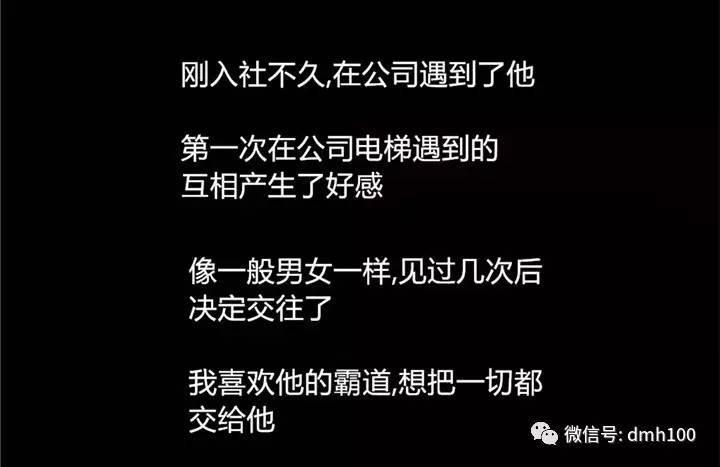 刚入社不久,在公司遇到了他
第一次在公司电梯遇到的
互相产生了好感
像一般男女一样,见过几次后
决定交往了
我喜欢他的霸道,想把一切都
交给他
微信号: dmh100